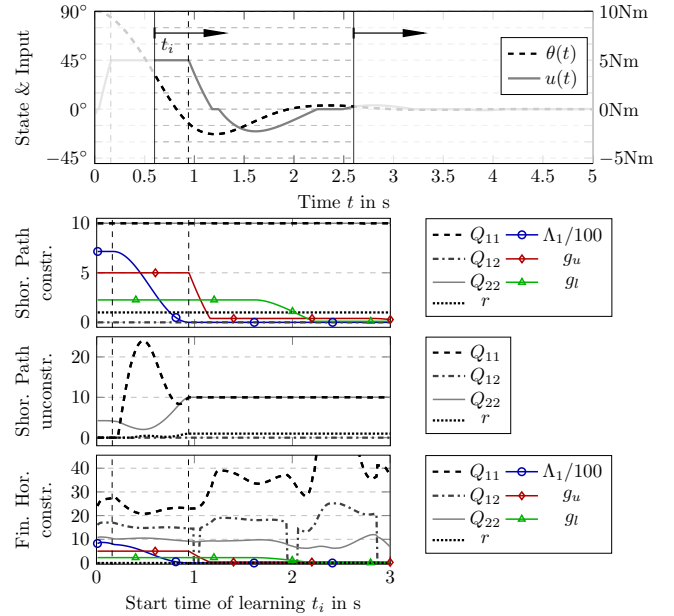 State & Input
90°
45°
0°
−45°
10Nm
5Nm
0Nm
−5Nm
t_i
θ(t)
u(t)
0 0.5 1 1.5 2 2.5 3 3.5 4 4.5 5
Time t in s
Shor. Path
constr.
10
5
0
Q_11 Λ_1/100
Q_12 g_u
Q_22 g_l
r
Shor. Path
unconstr.
20
10
0
Q_11
Q_12
Q_22
r
Fin. Hor.
constr.
40
30
20
10
0
Q_11 Λ_1/100
Q_12 g_u
Q_22 g_l
r
0 1 2 3
Start time of learning t_i in s